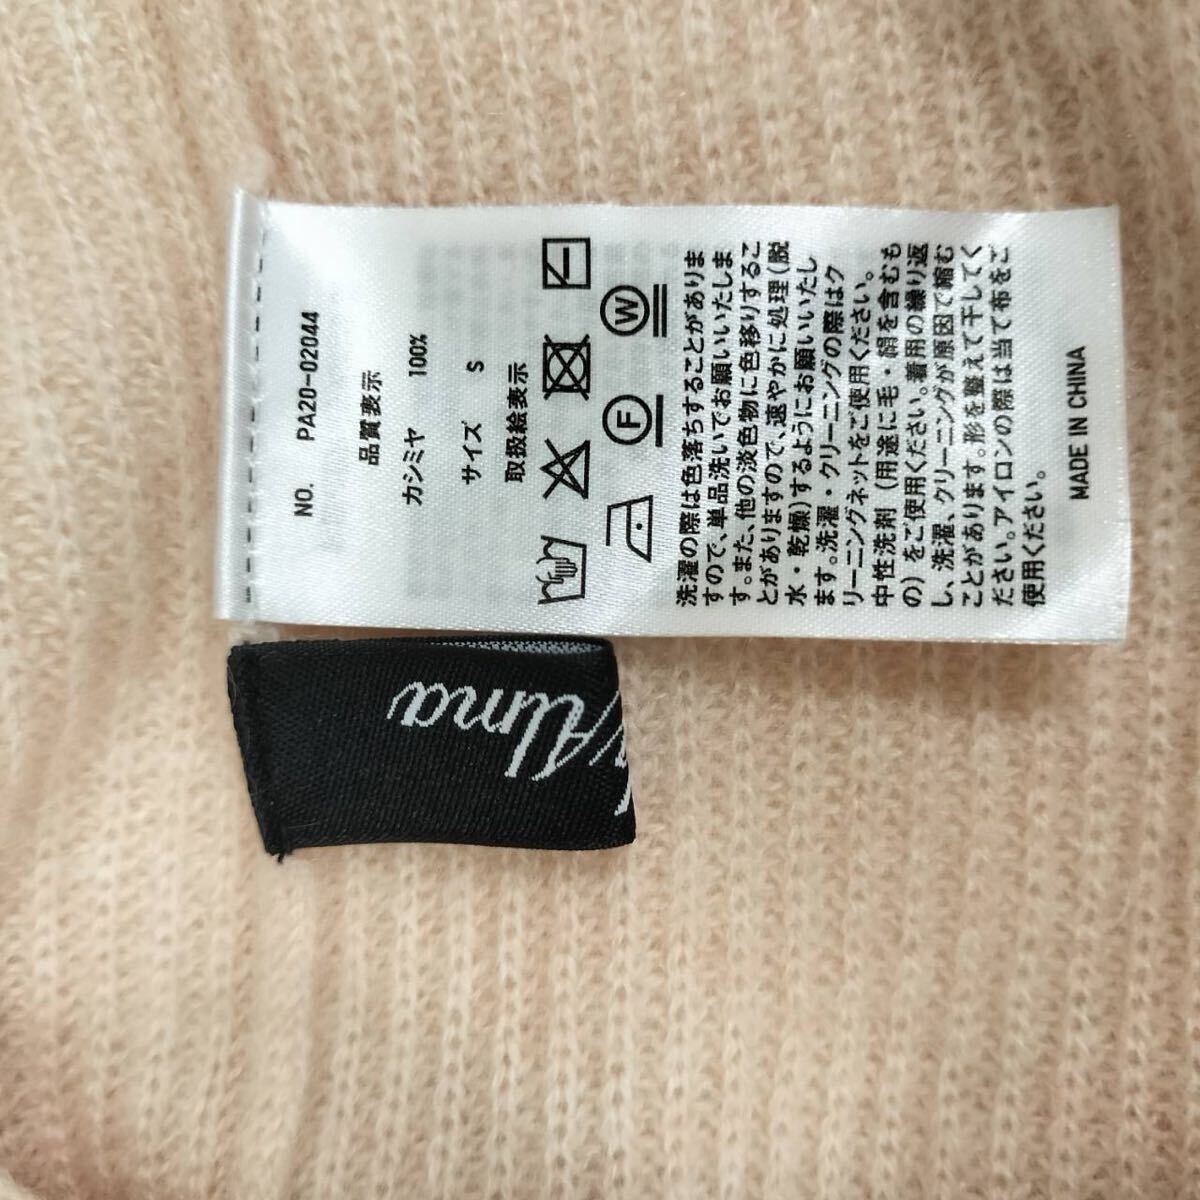 NO. PA20-02044
品質表示
カシミヤ 100%
サイズ S
取扱絵表示
W
F
洗濯の際は色落ちすることがありま
すので、単品洗いでお願いいたしま
す。また、他の淡色物に色移りするこ
とがありますので、速やかに処理(脱
水・乾燥)するようにお願いいたし
ます。洗濯・クリーニングの際はク
リーニングネットをご使用ください。
中性洗剤(用途に毛・絹を含むも
の)をご使用ください。着用の繰り返
し、洗濯、クリーニングが原因で縮む
ことがあります。形を整えて干してく
ださい。アイロンの際は当て布をご
使用ください。
MADE IN CHINA
Alma